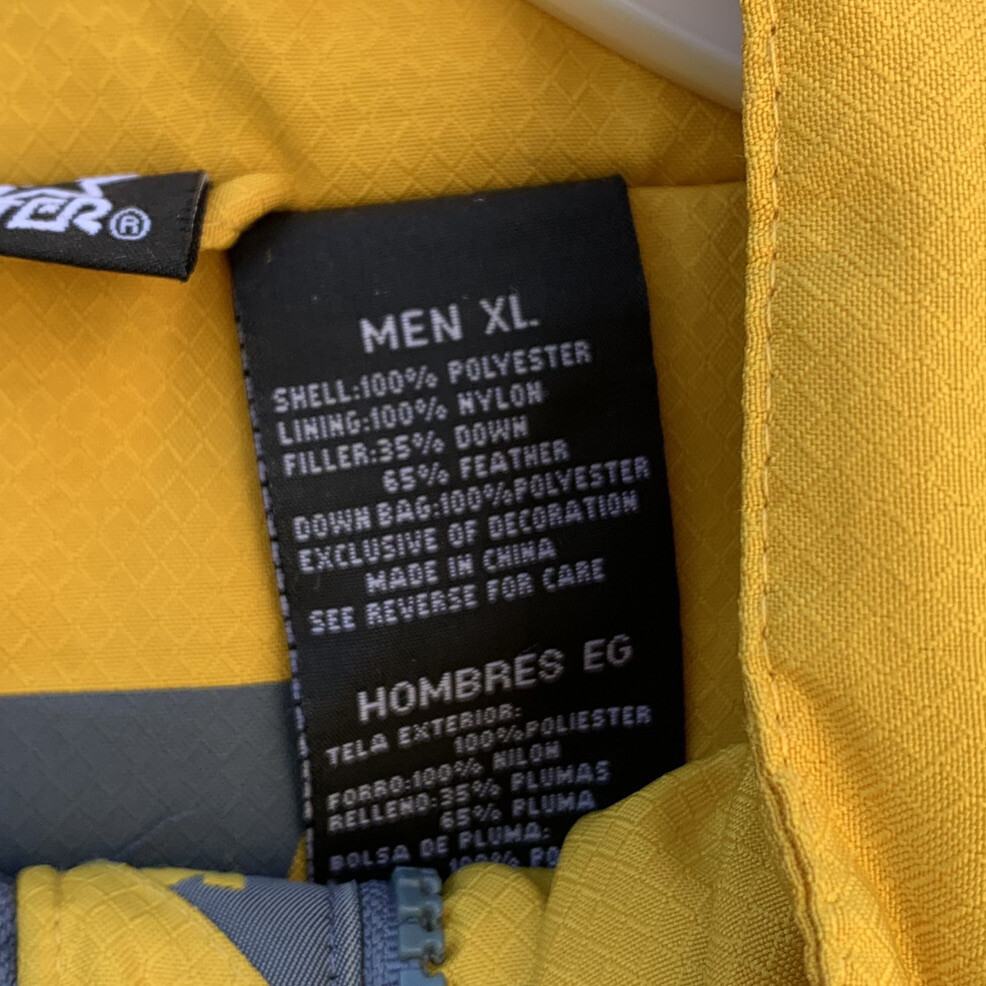 ®
MEN XL
SHELL:100% POLYESTER
LINING:100% NYLON
FILLER:35% DOWN
65% FEATHER
DOWN BAG:100%POLYESTER
EXCLUSIVE OF DECORATION
MADE IN CHINA
SEE REVERSE FOR CARE
HOMBRES EG
TELA EXTERIOR:
100%POLIESTER
FORRO:100% NILON
RELLENO:35% PLUMAS
65% PLUMA
BOLSA DE PLUMA:
100% PO